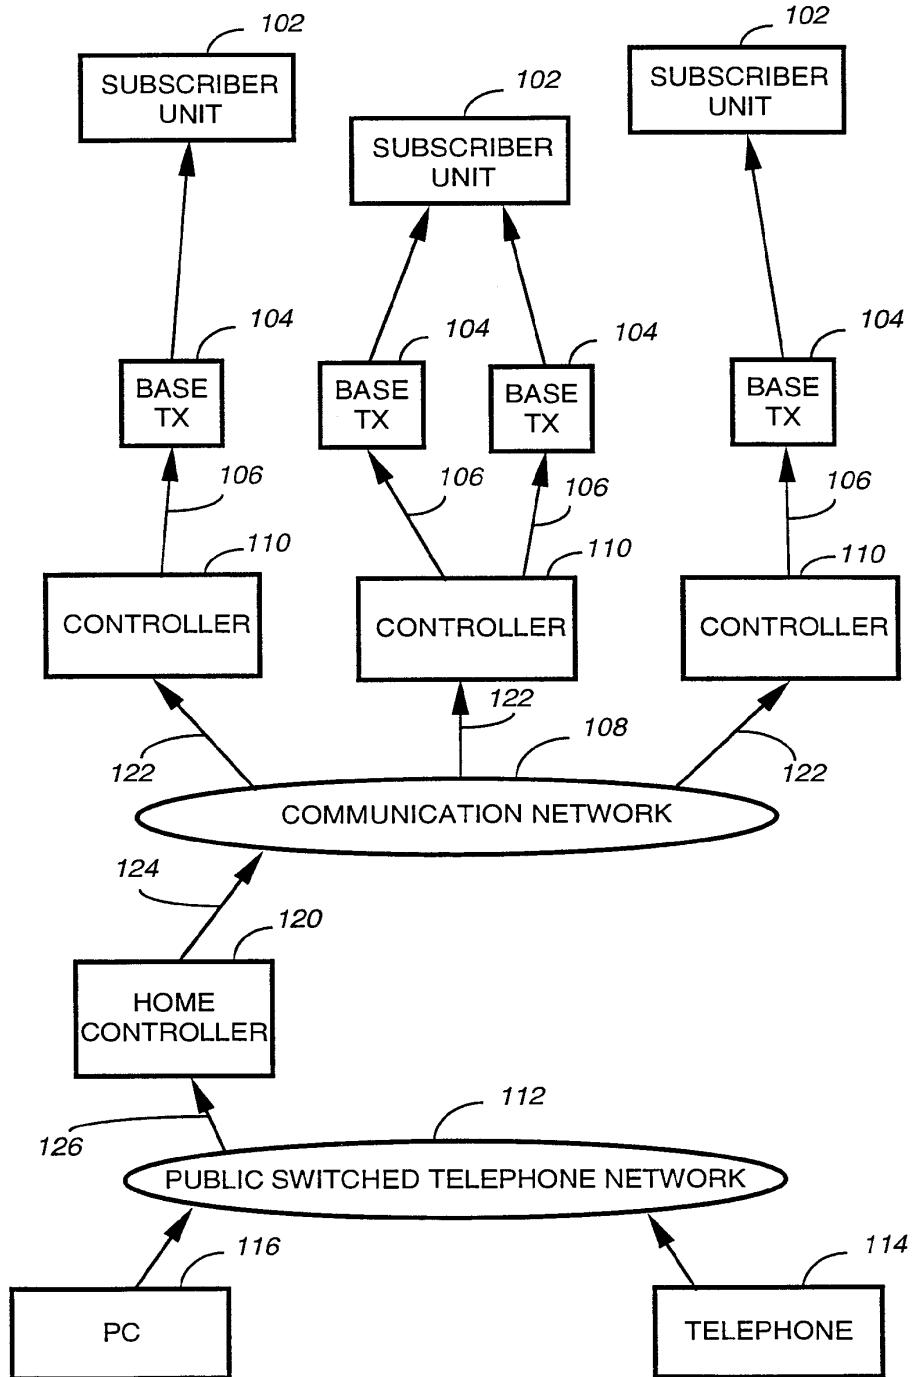 102
SUBSCRIBER
UNIT
102
SUBSCRIBER
UNIT
102
SUBSCRIBER
UNIT
104
BASE
TX
104
BASE
TX
104
BASE
TX
104
BASE
TX
106
106
106
106
110
CONTROLLER
110
CONTROLLER
110
CONTROLLER
122
122
122
108
COMMUNICATION NETWORK
124
120
HOME
CONTROLLER
126
112
PUBLIC SWITCHED TELEPHONE NETWORK
116
PC
114
TELEPHONE